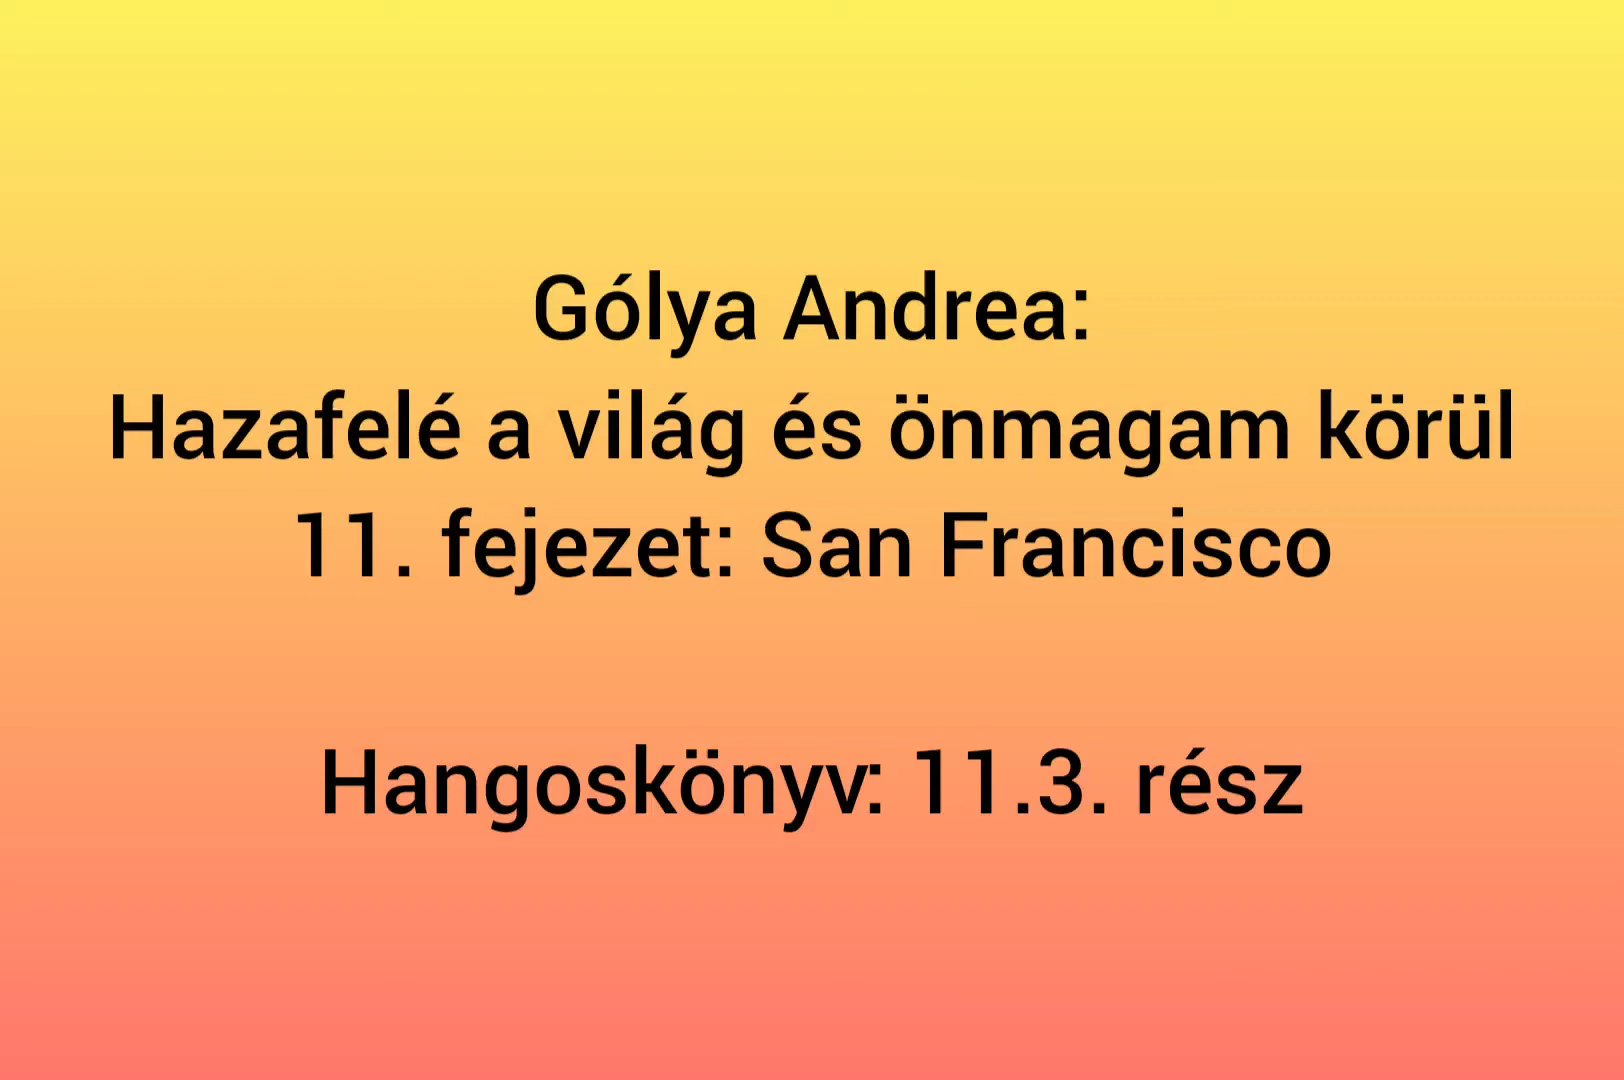 Gólya Andrea:
Hazafelé a világ és önmagam körül
11. fejezet: San Francisco
Hangoskönyv: 11.3. rész